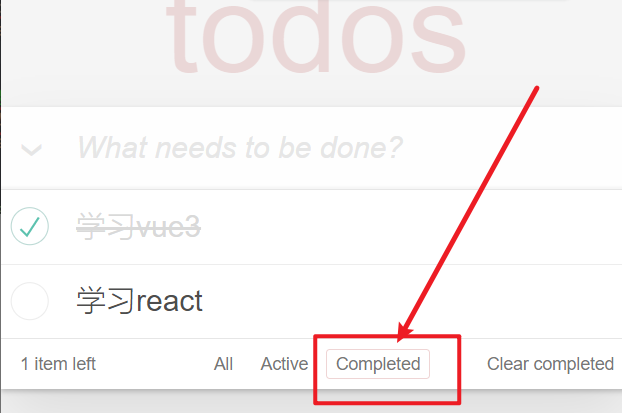 todos
What needs to be done?
学习vue3
学习react
1 item left All Active Completed Clear completed